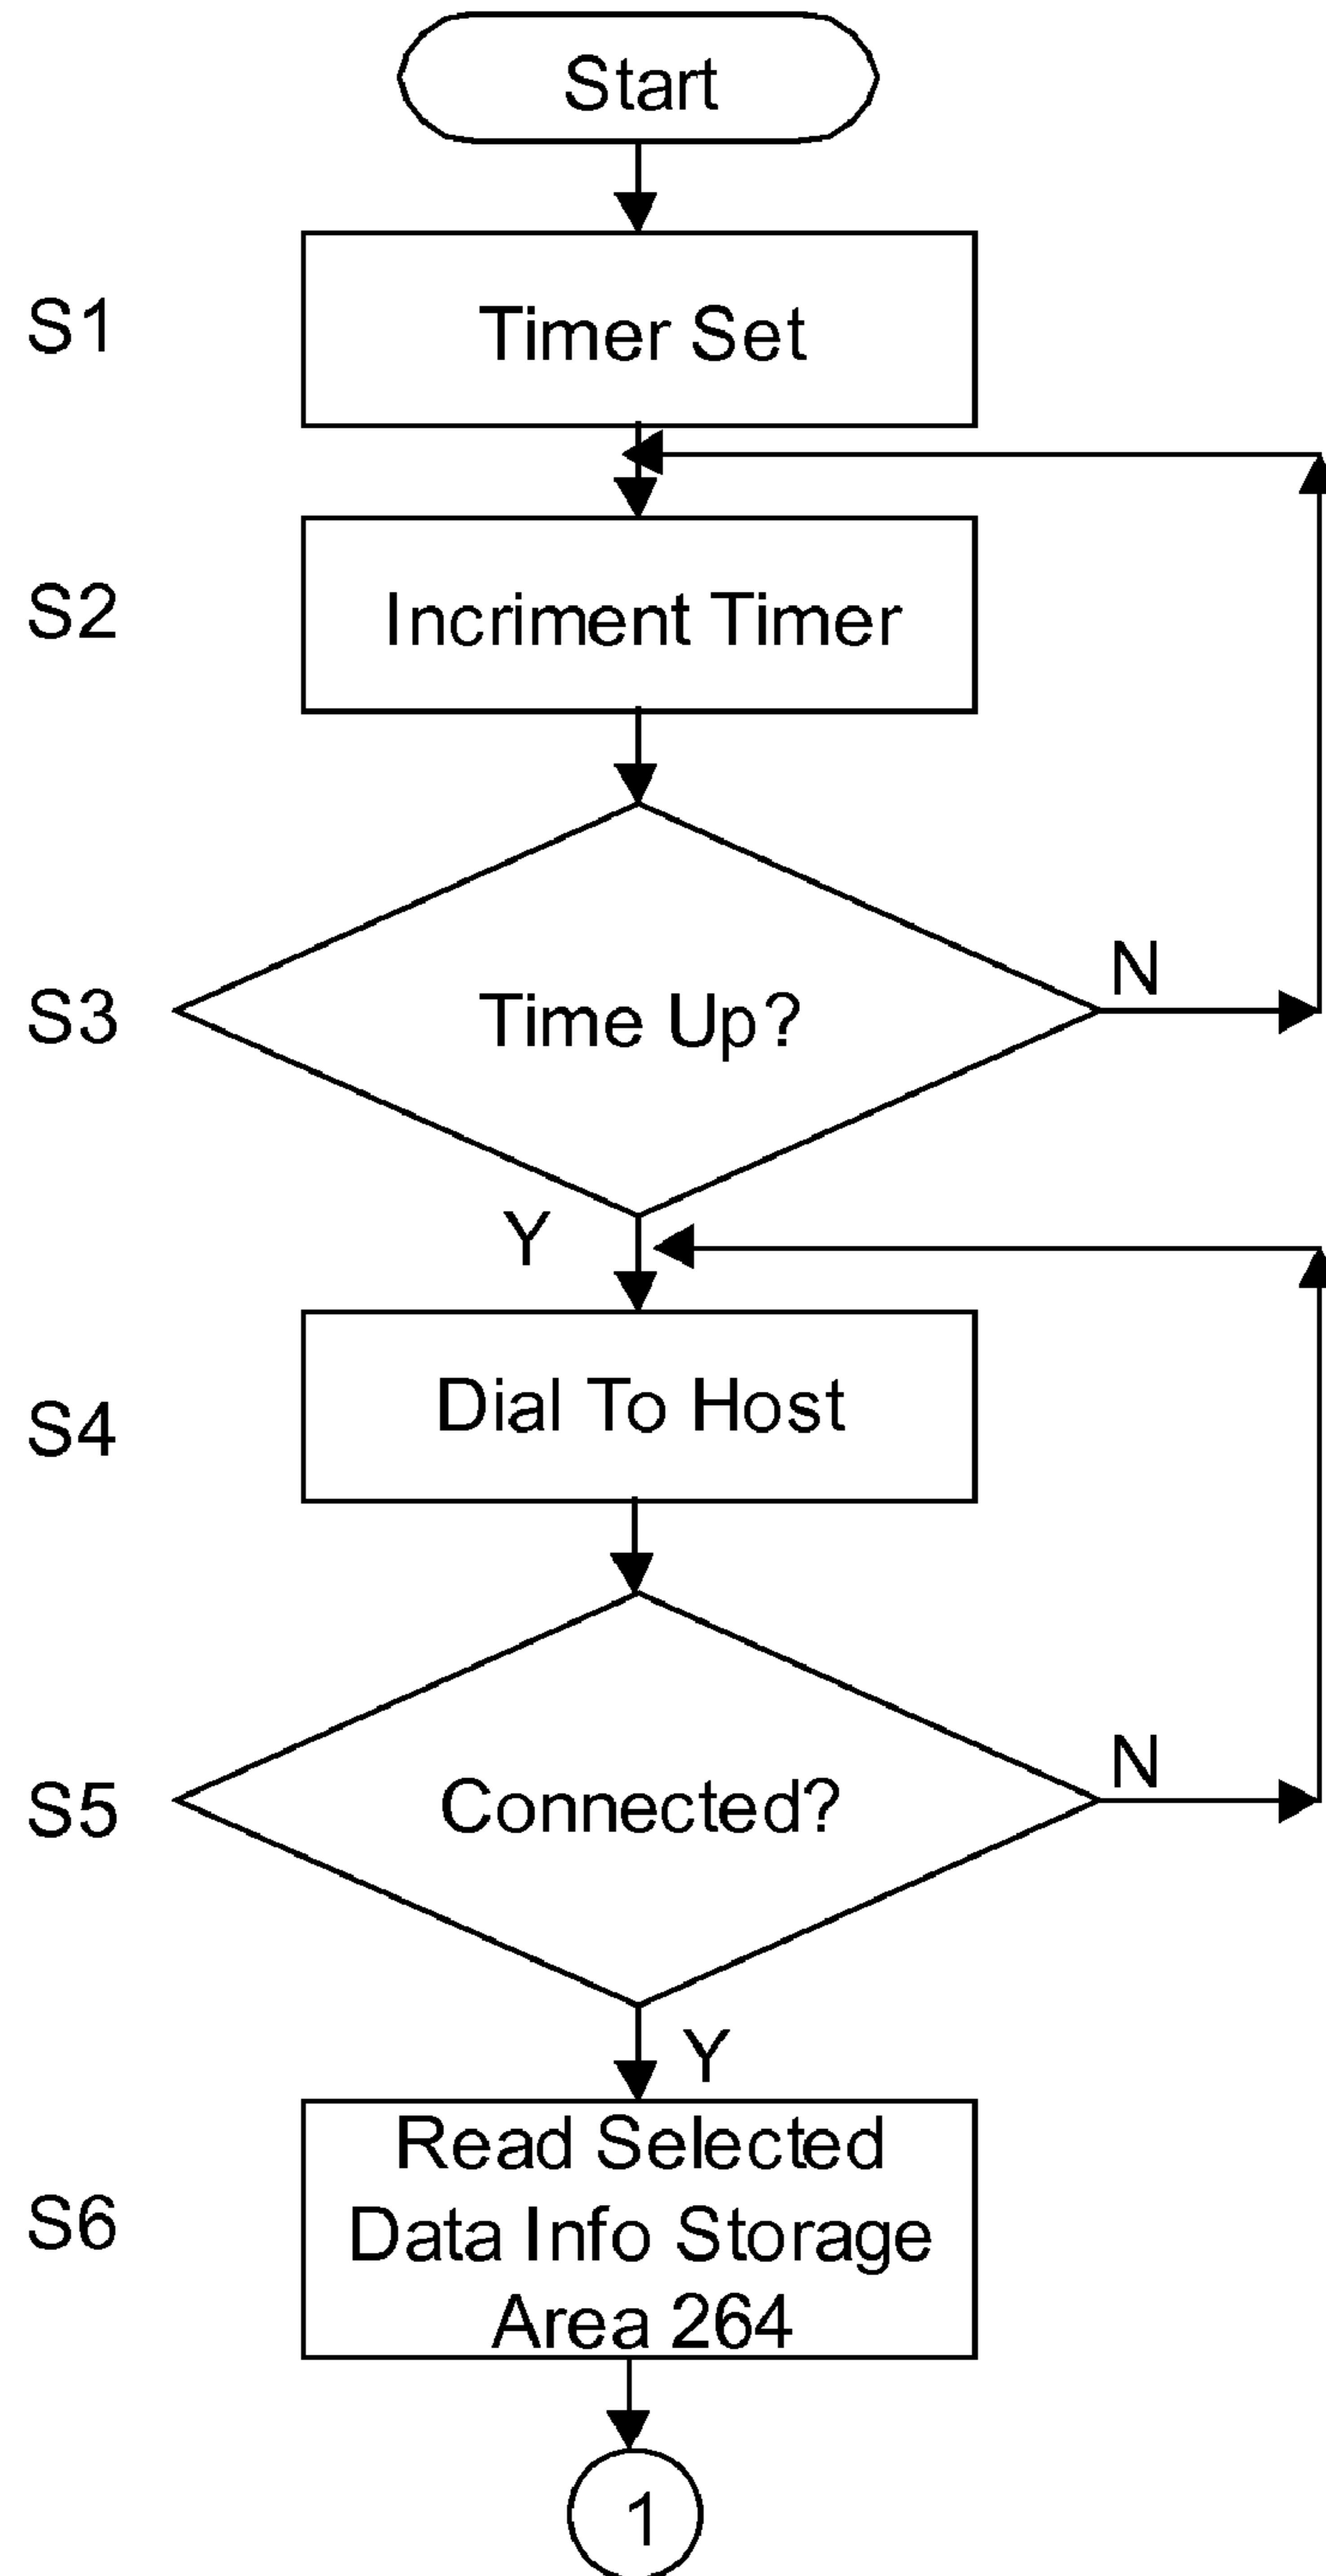 Start
S1
Timer Set
S2
Incriment Timer
S3
Time Up?
N
Y
S4
Dial To Host
S5
Connected?
N
Y
S6
Read Selected
Data Info Storage
Area 264
1